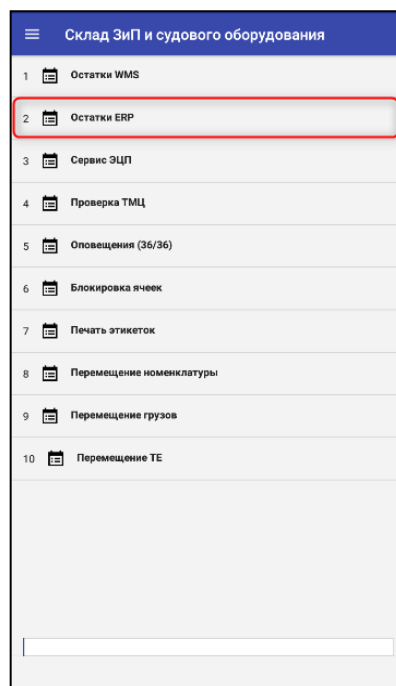 Склад ЗиП и судового оборудования
1 Остатки WMS
2 Остатки ERP
3 Сервис ЭЦП
4 Проверка ТМЦ
5 Оповещения (36/36)
6 Блокировка ячеек
7 Печать этикеток
8 Перемещение номенклатуры
9 Перемещение грузов
10 Перемещение ТЕ